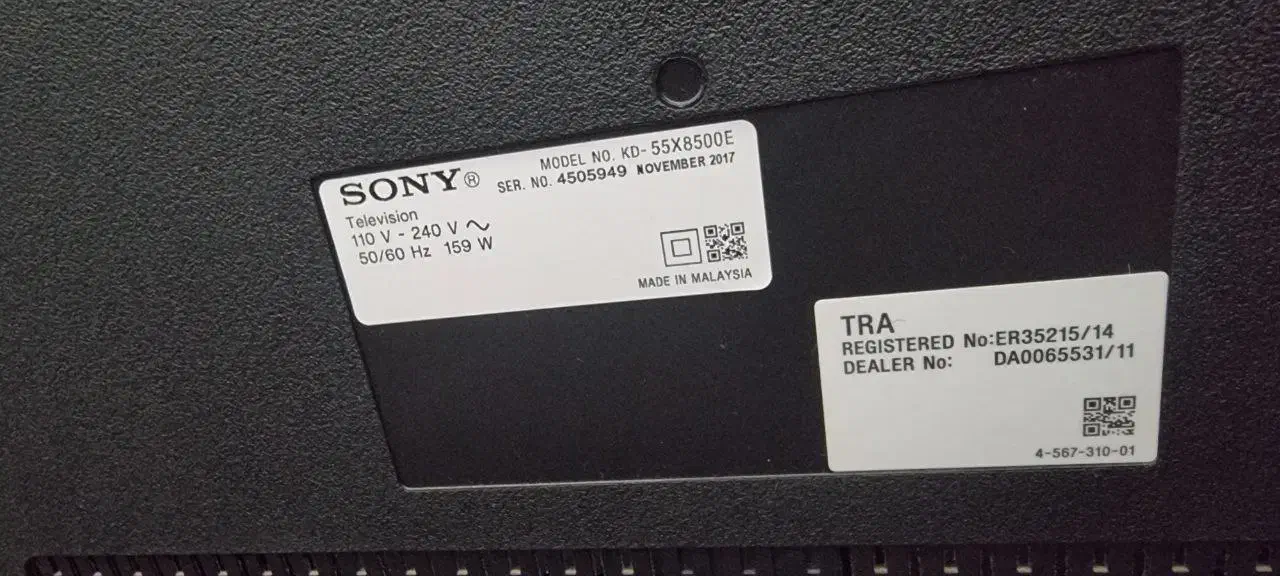 SONY®
MODEL NO. KD- 55X8500E
SER. NO. 4505949 NOVEMBER 2017
Television
110 V - 240 V ~
50/60 Hz 159 W
MADE IN MALAYSIA
TRA
REGISTERED No:ER35215/14
DEALER No: DA0065531/11
4-567-310-01